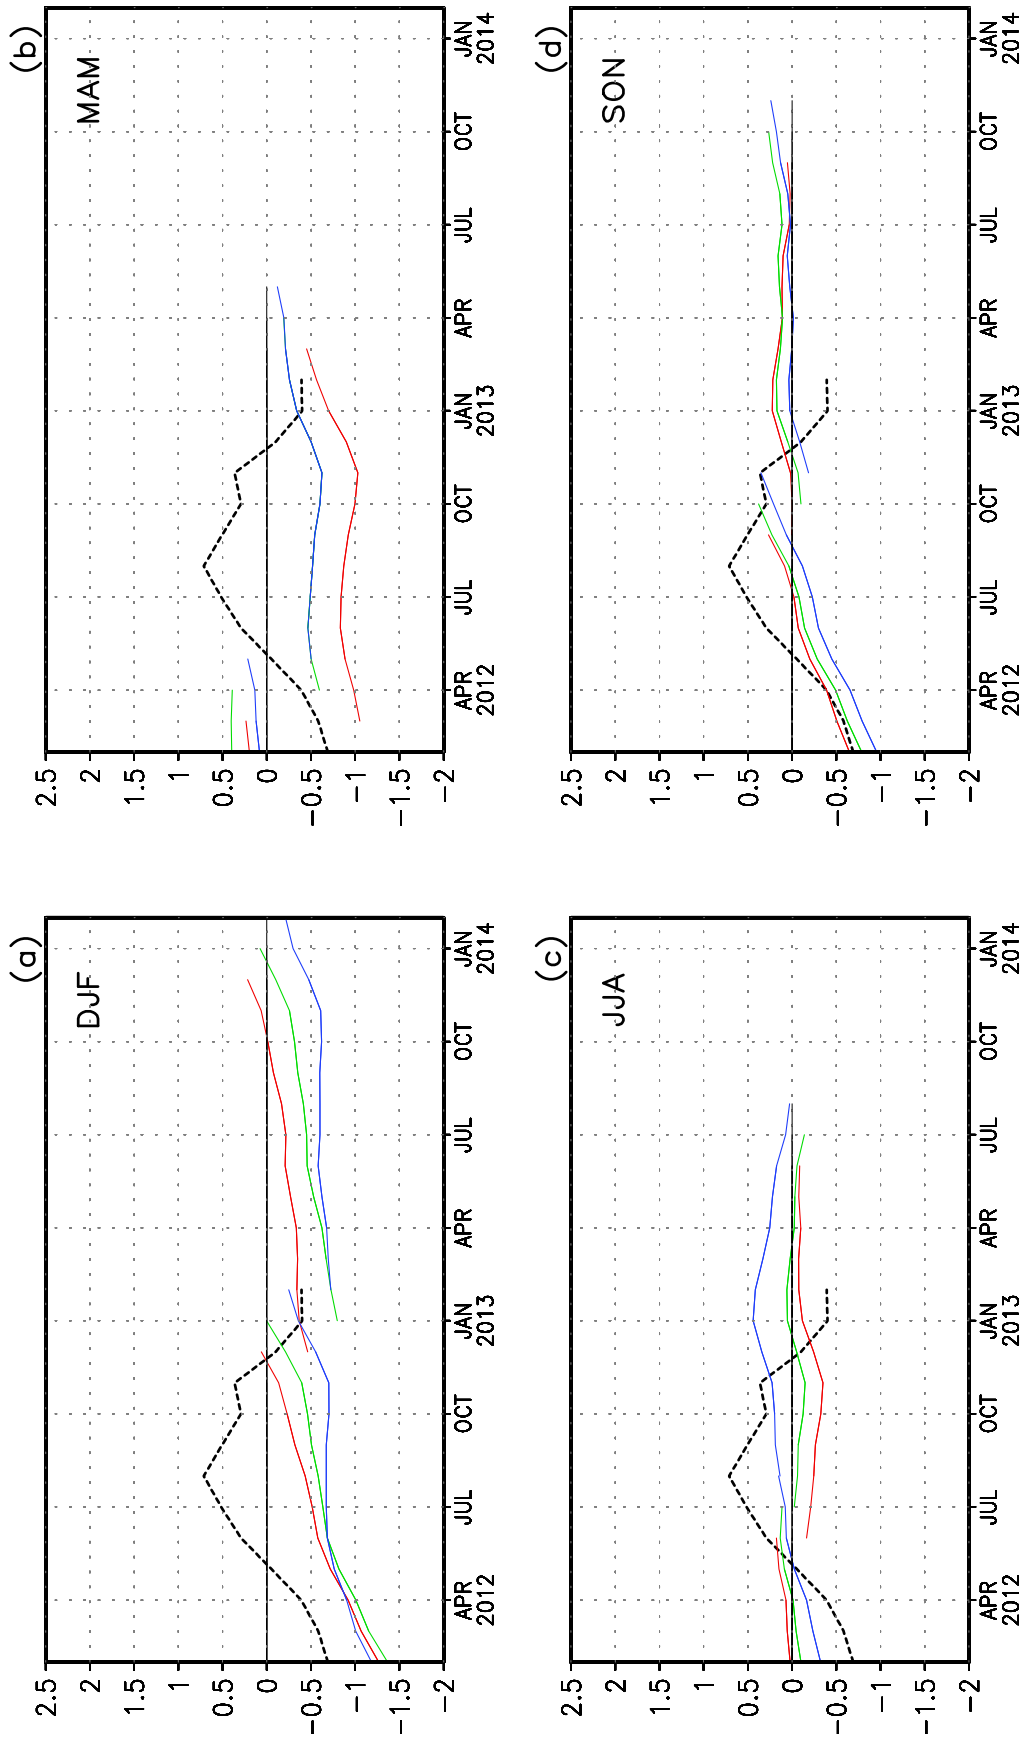 (a)
DJF
2.5
2
1.5
1
0.5
0
−0.5
−1
−1.5
−2
APR
2012
JUL
OCT
JAN
2013
APR
JUL
OCT
JAN
2014
(b)
MAM
2.5
2
1.5
1
0.5
0
−0.5
−1
−1.5
−2
APR
2012
JUL
OCT
JAN
2013
APR
JUL
OCT
JAN
2014
(c)
JJA
2.5
2
1.5
1
0.5
0
−0.5
−1
−1.5
−2
APR
2012
JUL
OCT
JAN
2013
APR
JUL
OCT
JAN
2014
(d)
SON
2.5
2
1.5
1
0.5
0
−0.5
−1
−1.5
−2
APR
2012
JUL
OCT
JAN
2013
APR
JUL
OCT
JAN
2014